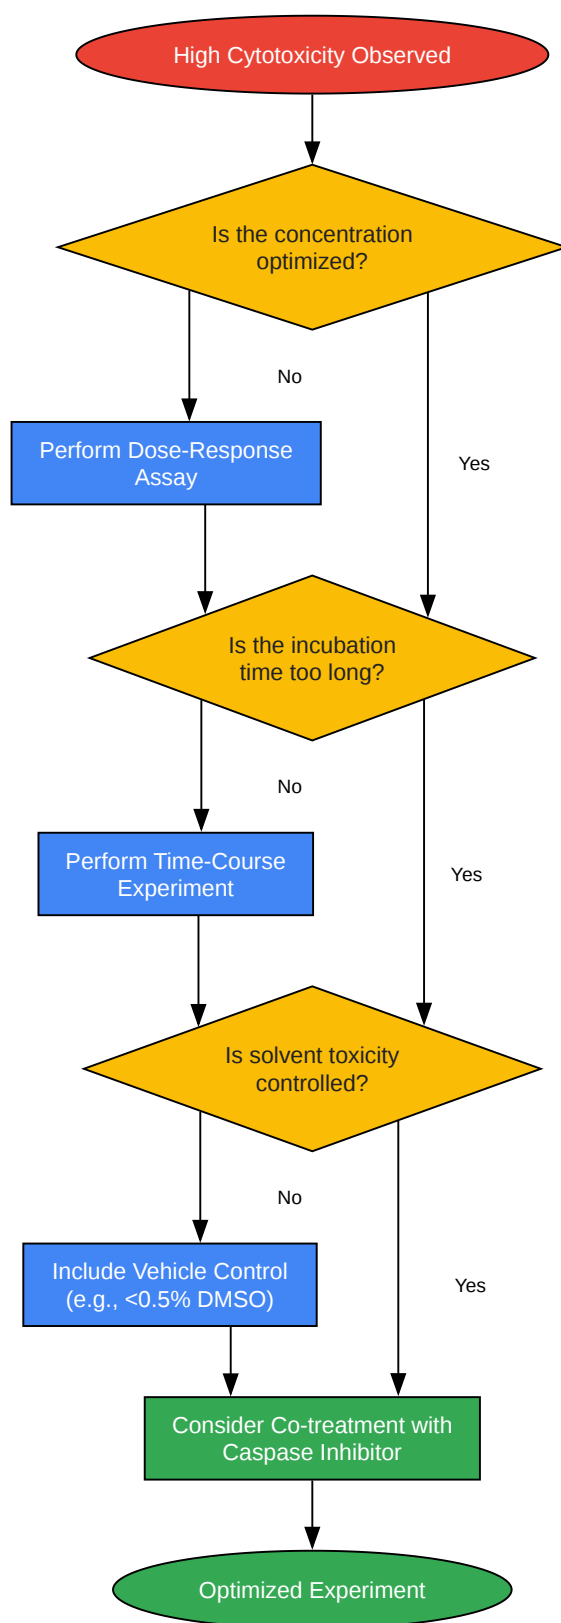 High Cytotoxicity Observed
Is the concentration
optimized?
No
Perform Dose-Response
Assay
Yes
Is the incubation
time too long?
No
Perform Time-Course
Experiment
Yes
Is solvent toxicity
controlled?
No
Include Vehicle Control
(e.g., <0.5% DMSO)
Yes
Consider Co-treatment with
Caspase Inhibitor
Optimized Experiment